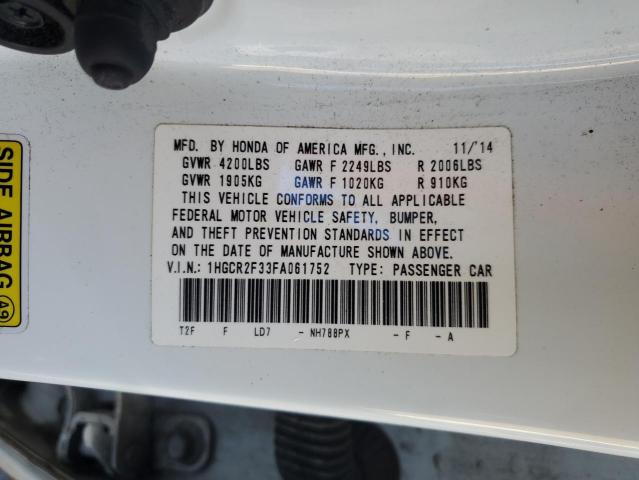 MFD. BY HONDA OF AMERICA MFG., INC. 11/'14
GVWR 4200LBS GAWR F 2249LBS R 2006LBS
GVWR 1905KG GAWR F 1020KG R 910KG
THIS VEHICLE CONFORMS TO ALL APPLICABLE
FEDERAL MOTOR VEHICLE SAFETY, BUMPER,
AND THEFT PREVENTION STANDARDS IN EFFECT
ON THE DATE OF MANUFACTURE SHOWN ABOVE.
V.I.N.: 1HGCR2F33FA061752 TYPE: PASSENGER CAR
T2F F LD7 - NH788PX - F - A
SIDE AIRBAG A9